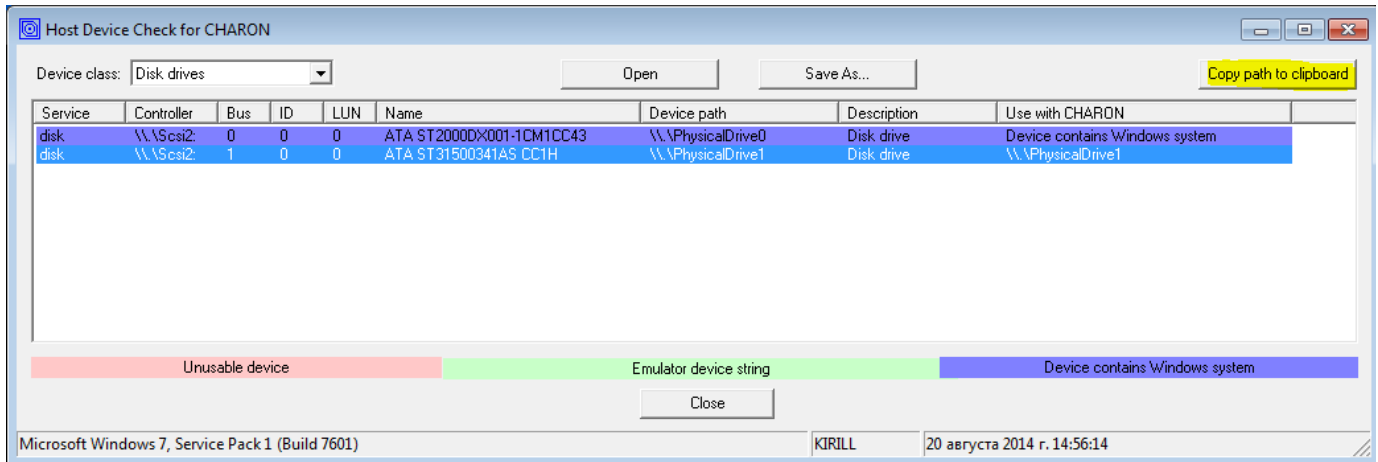 Host Device Check for CHARON
Device class: Disk drives Open Save As... Copy path to clipboard
Service Controller Bus ID LUN Name Device path Description Use with CHARON
disk \\.\Scsi2: 0 0 0 ATA ST2000DX001-1CM1CC43 \\.\PhysicalDrive0 Disk drive Device contains Windows system
disk \\.\Scsi2: 1 0 0 ATA ST31500341AS CC1H \\.\PhysicalDrive1 Disk drive \\.\PhysicalDrive1
Unusable device Emulator device string Device contains Windows system
Close
Microsoft Windows 7, Service Pack 1 (Build 7601) KIRILL 20 августа 2014 г. 14:56:14